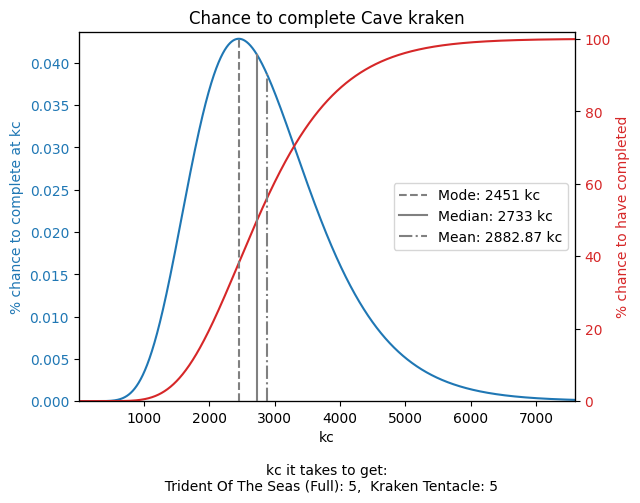 Chance to complete Cave kraken
% chance to complete at kc
0.040
0.035
0.030
0.025
0.020
0.015
0.010
0.005
0.000
100
80
60
40
20
0
% chance to have completed
Mode: 2451 kc
Median: 2733 kc
Mean: 2882.87 kc
1000 2000 3000 4000 5000 6000 7000
kc
kc it takes to get:
Trident Of The Seas (Full): 5, Kraken Tentacle: 5